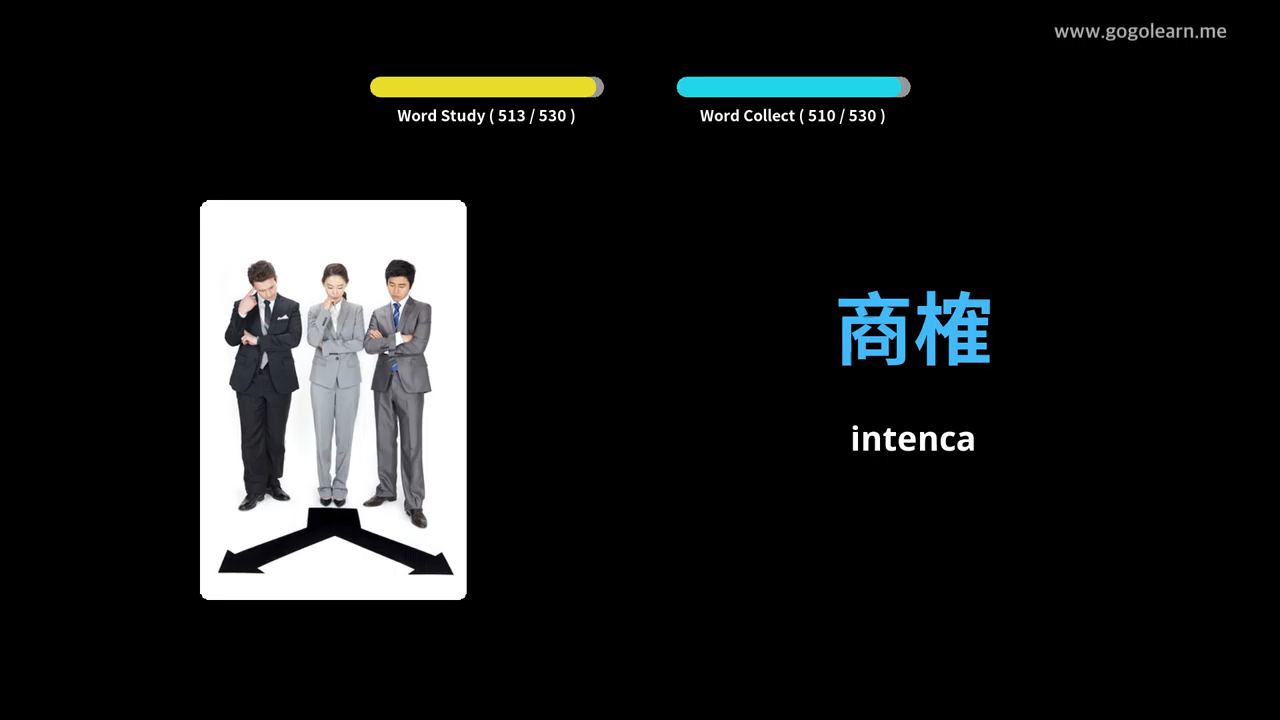 www.gogolearn.me
Word Study ( 513 / 530 )
Word Collect ( 510 / 530 )
商榷
intenca